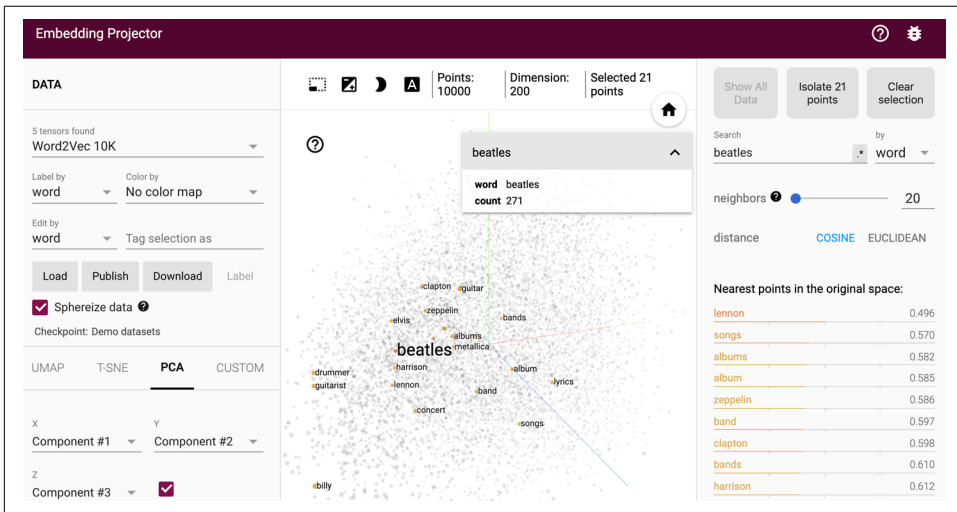 Embedding Projector
DATA
5 tensors found
Word2Vec 10K
Label by
Color by
word
No color map
Edit by
word
Tag selection as
Load
Publish
Download
Label
Sphereize data
Checkpoint: Demo datasets
UMAP
T-SNE
PCA
CUSTOM
X
Y
Component #1
Component #2
Z
Component #3
A
Points: 10000
Dimension: 200
Selected 21 points
beatles
word beatles
count 271
clapton
guitar
zeppelin
elvis
bands
albums
beatles
metallica
harrison
album
drummer
guitarist
lennon
lyrics
band
concert
songs
billy
Show All
Data
Isolate 21
points
Clear
selection
Search
by
beatles
.*
word
neighbors
20
distance
COSINE
EUCLIDEAN
Nearest points in the original space:
lennon 0.496
songs 0.570
albums 0.582
album 0.585
zeppelin 0.586
band 0.597
clapton 0.598
bands 0.610
harrison 0.612